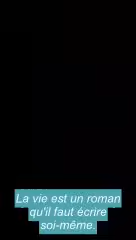 La vie est un roman
qu'il faut écrire
soi-même.